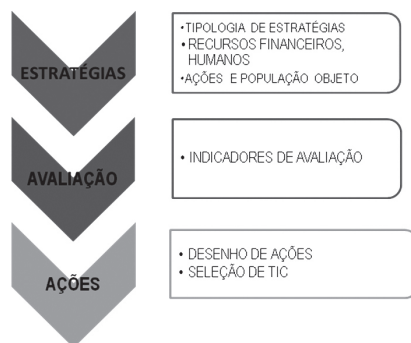 ESTRATÉGIAS
•TIPOLOGIA DE ESTRATÉGIAS
• RECURSOS FINANCEIROS,
HUMANOS
•AÇÕES E POPULAÇÃO OBJETO
AVALIAÇÃO
• INDICADORES DE AVALIAÇÃO
AÇÕES
• DESENHO DE AÇÕES
• SELEÇÃO DE TIC